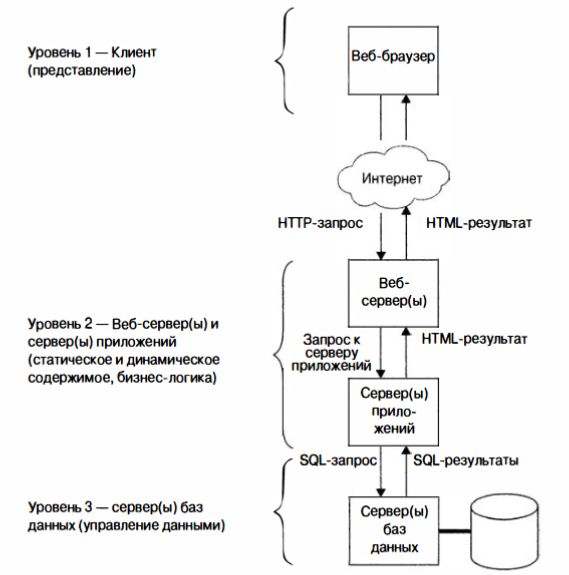 Уровень 1 — Клиент
(представление)
Веб-браузер
Интернет
HTTP-запрос
HTML-результат
Веб-
сервер(ы)
Уровень 2 — Веб-сервер(ы) и
сервер(ы) приложений
(статическое и динамическое
содержимое, бизнес-логика)
Запрос к
серверу
приложений
HTML-результат
Сервер(ы)
прило-
жений
SQL-запрос
SQL-результаты
Уровень 3 — сервер(ы) баз
данных (управление данными)
Сервер(ы)
баз
данных